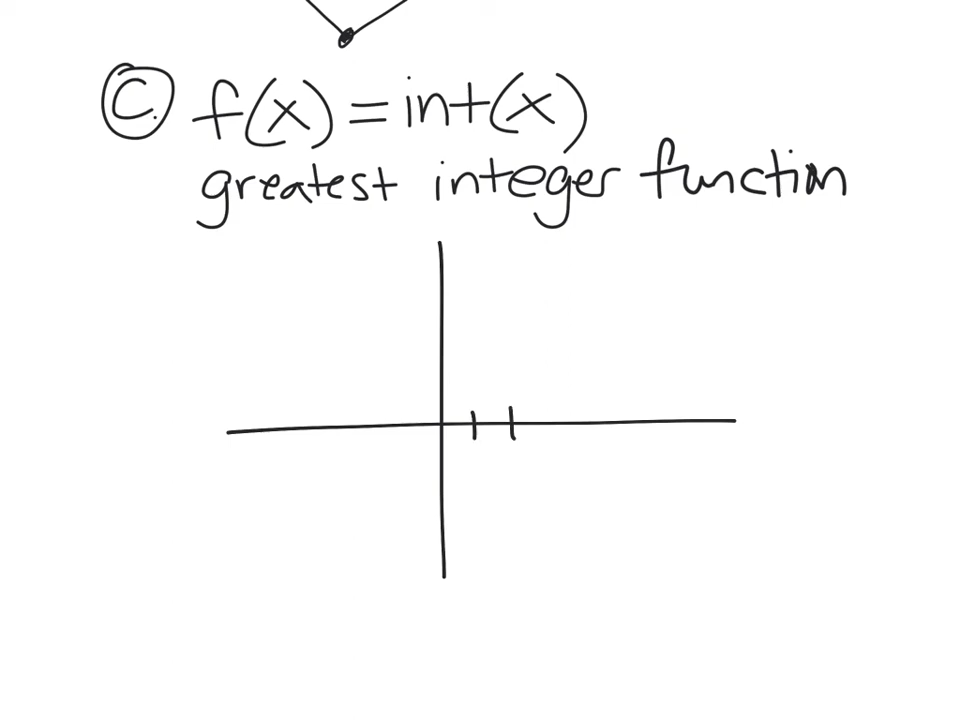 C. f(x) = int(x)
greatest integer function